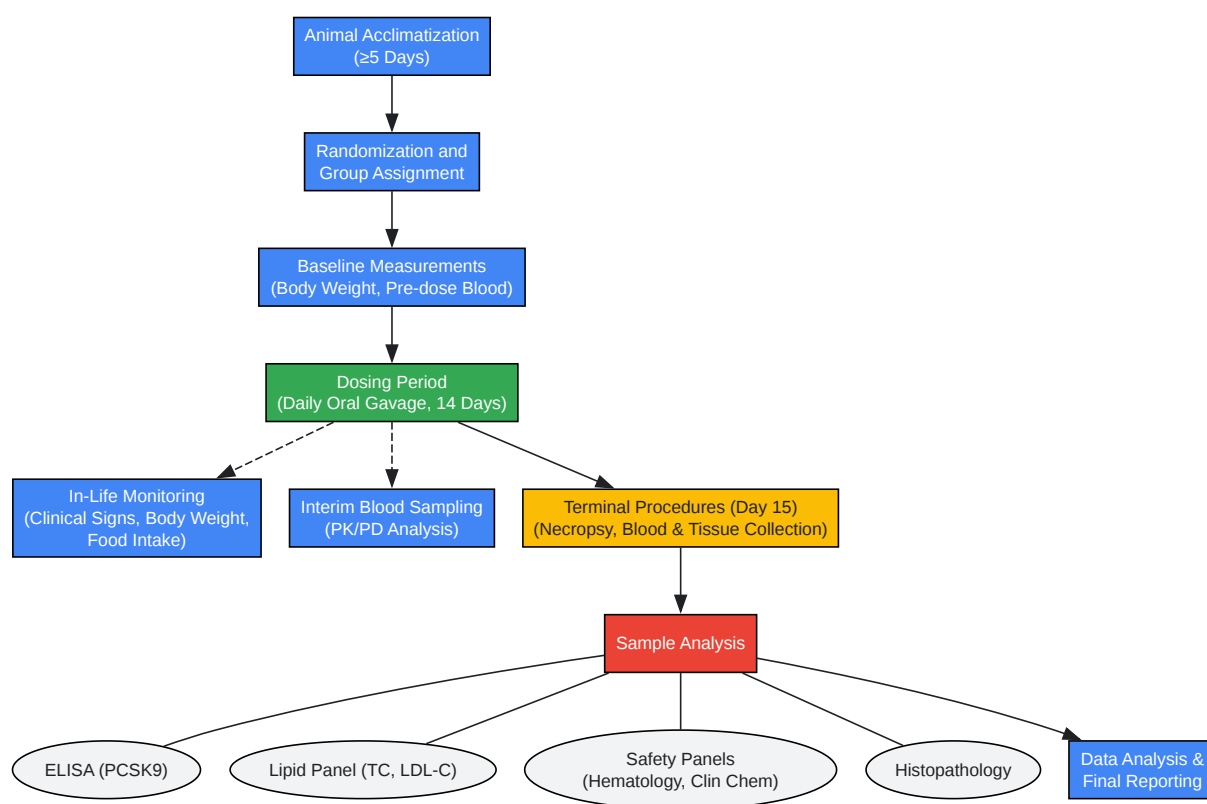 Animal Acclimatization
(≥5 Days)
Randomization and
Group Assignment
Baseline Measurements
(Body Weight, Pre-dose Blood)
Dosing Period
(Daily Oral Gavage, 14 Days)
In-Life Monitoring
(Clinical Signs, Body Weight,
Food Intake)
Interim Blood Sampling
(PK/PD Analysis)
Terminal Procedures (Day 15)
(Necropsy, Blood & Tissue Collection)
Sample Analysis
ELISA (PCSK9)
Lipid Panel (TC, LDL-C)
Safety Panels
(Hematology, Clin Chem)
Histopathology
Data Analysis &
Final Reporting